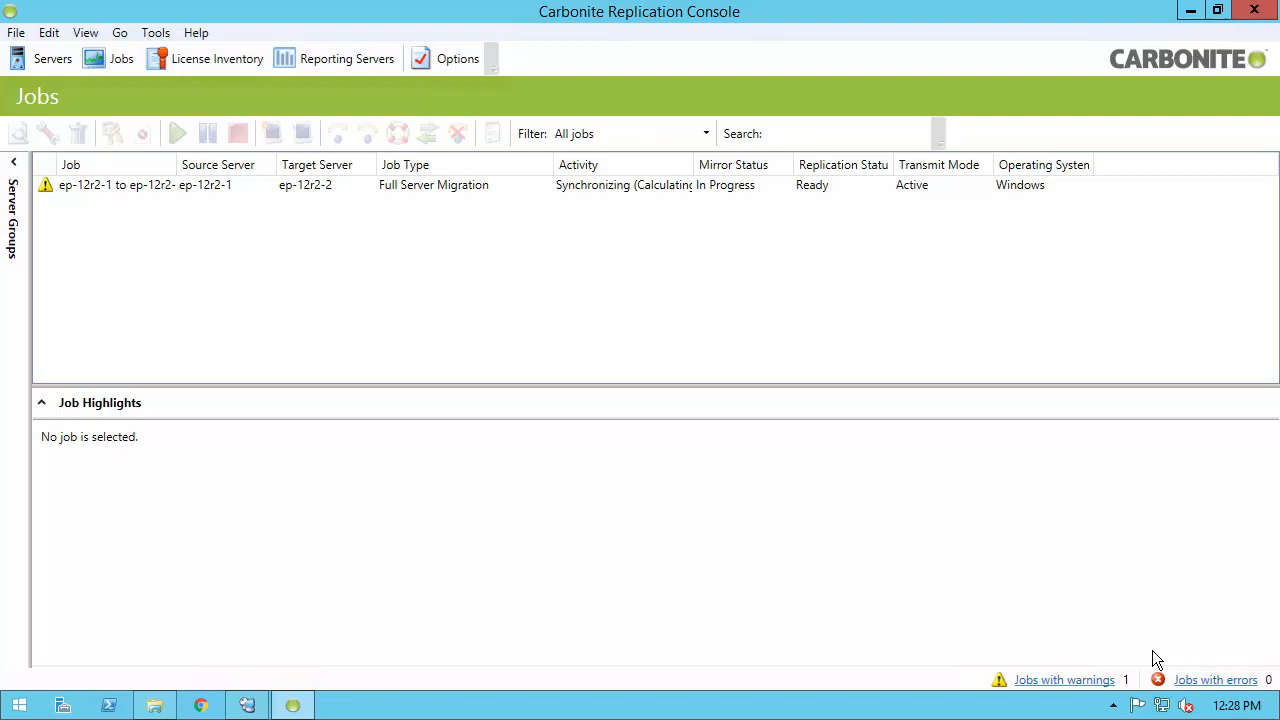 Carbonite Replication Console
File Edit View Go Tools Help
Servers Jobs License Inventory Reporting Servers Options
CARBONITE
Jobs
Filter: All jobs Search:
Server Groups
Job Source Server Target Server Job Type Activity Mirror Status Replication Statu Transmit Mode Operating System
ep-12r2-1 to ep-12r2- ep-12r2-1 ep-12r2-2 Full Server Migration Synchronizing (Calculating In Progress Ready Active Windows
Job Highlights
No job is selected.
Jobs with warnings 1 Jobs with errors 0
12:28 PM